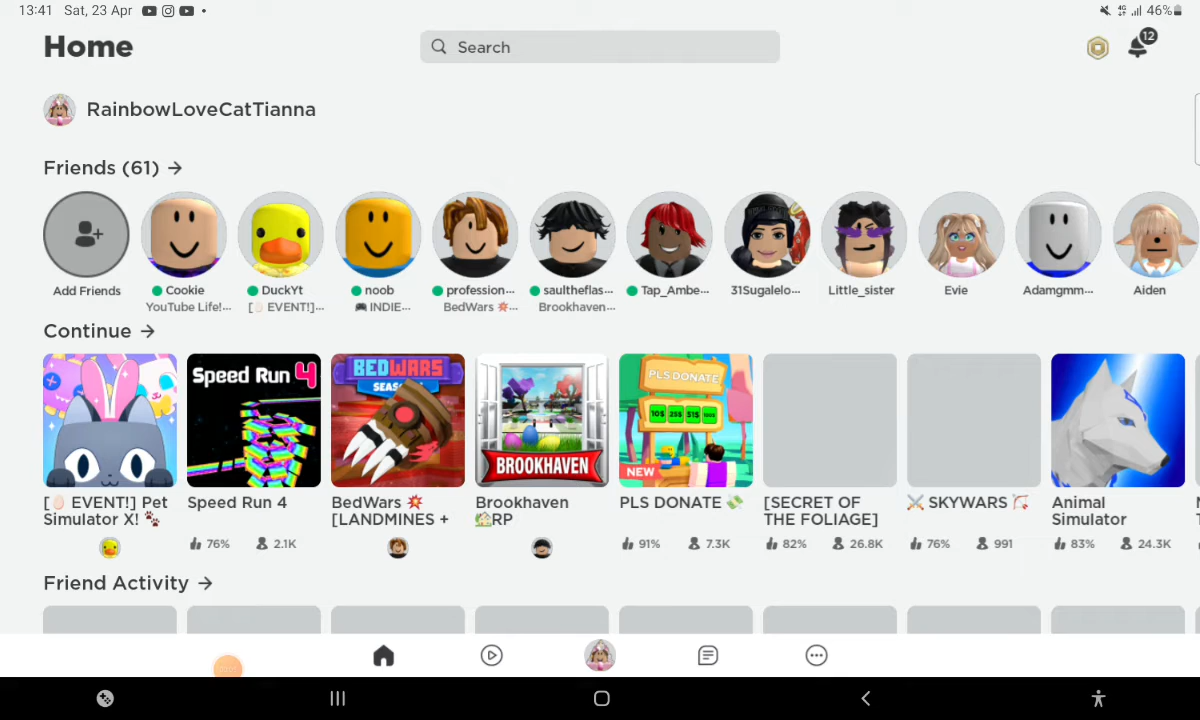 13:41 Sat, 23 Apr
46%
Home
Search
12
RainbowLoveCatTianna
Friends (61) →
Add Friends
Cookie
DuckYt
noob
profession...
saultheflas...
Tap_Ambe...
31Sugalelo...
Little_sister
Evie
Adamgmm...
Aiden
YouTube Life!...
[🥚 EVENT!]...
🎮 INDIE...
BedWars 💥...
Brookhaven...
Continue →
Speed Run 4
BEDWARS
BROOKHAVEN
PLS DONATE
10$ 25$ 51$
NEW
[🥚 EVENT!] Pet
Simulator X! 🐾
Speed Run 4
76% 2.1K
BedWars 💥
[LANDMINES +
Brookhaven
🏡RP
PLS DONATE 💸
91% 7.3K
[SECRET OF
THE FOLIAGE]
82% 26.8K
⚔️ SKYWARS 🏹
76% 991
Animal
Simulator
83% 24.3K
Friend Activity →